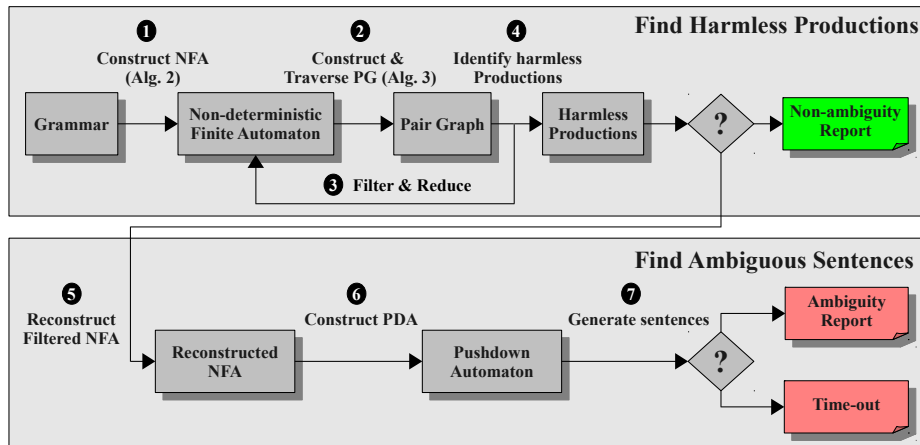 Find Harmless Productions
1
Construct NFA
(Alg. 2)
2
Construct &
Traverse PG (Alg. 3)
4
Identify harmless
Productions
Grammar
Non-deterministic
Finite Automaton
Pair Graph
Harmless
Productions
?
Non-ambiguity
Report
3 Filter & Reduce
Find Ambiguous Sentences
5
Reconstruct
Filtered NFA
6
Construct PDA
7
Generate sentences
Ambiguity
Report
Reconstructed
NFA
Pushdown
Automaton
?
Time-out